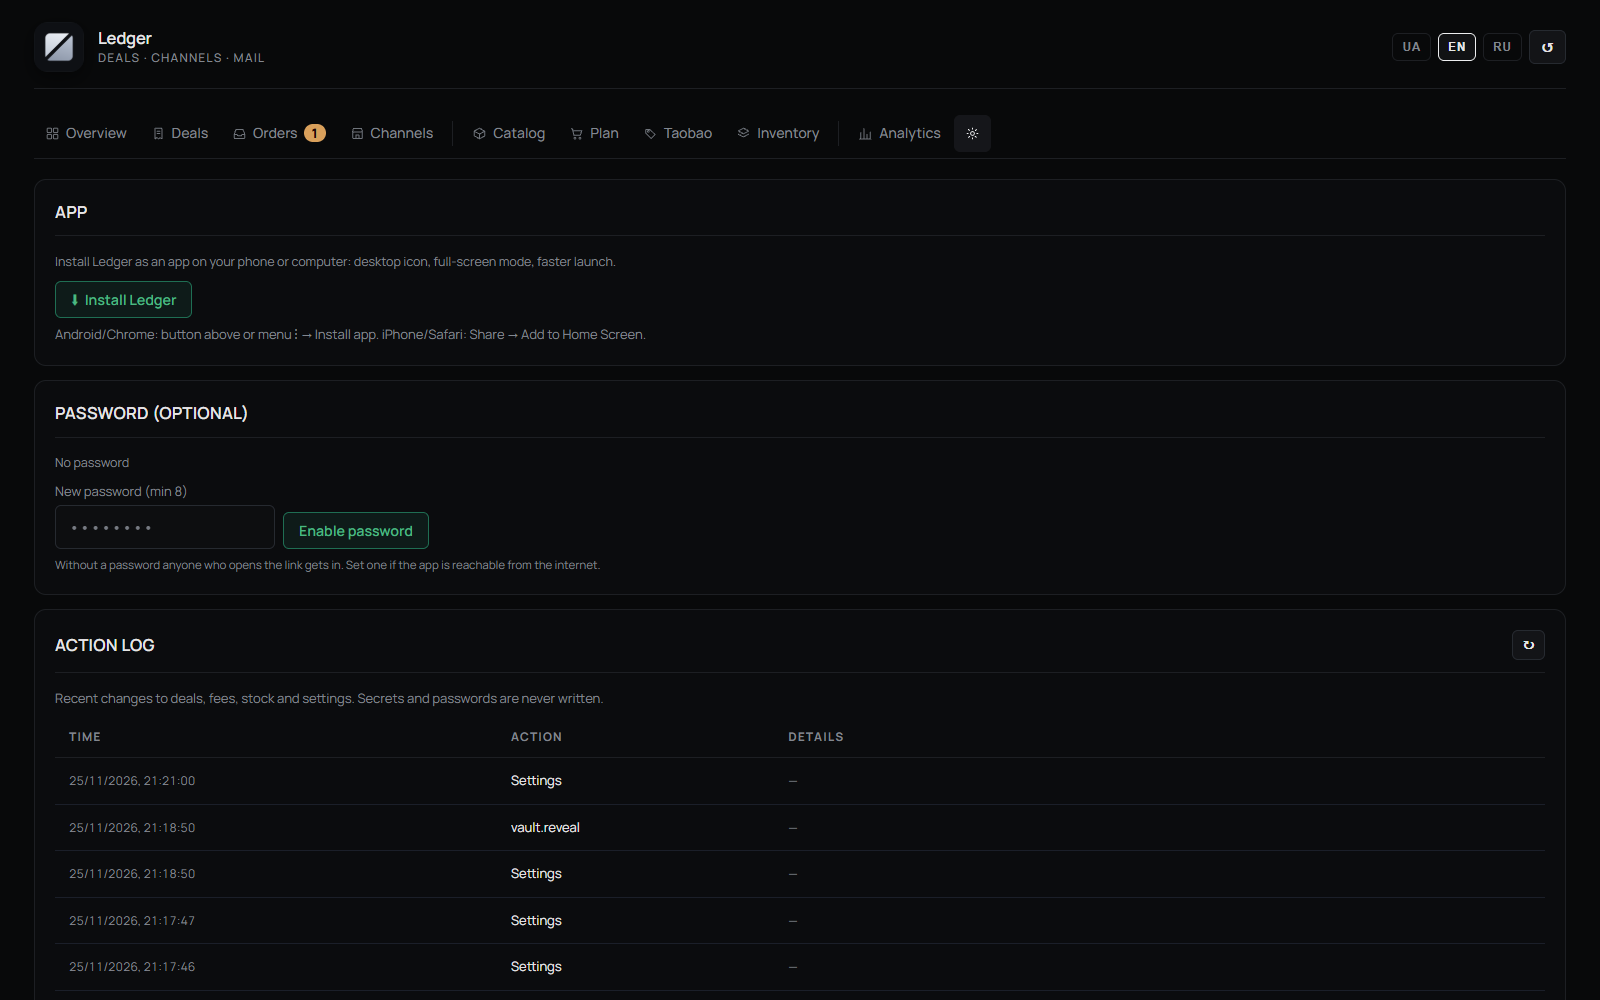 Ledger
DEALS · CHANNELS · MAIL
UA EN RU ↺
Overview Deals Orders 1 Channels Catalog Plan Taobao Inventory Analytics
APP
Install Ledger as an app on your phone or computer: desktop icon, full-screen mode, faster launch.
⬇ Install Ledger
Android/Chrome: button above or menu ⋮ → Install app. iPhone/Safari: Share → Add to Home Screen.
PASSWORD (OPTIONAL)
No password
New password (min 8)
••••••••
Enable password
Without a password anyone who opens the link gets in. Set one if the app is reachable from the internet.
ACTION LOG ↻
Recent changes to deals, fees, stock and settings. Secrets and passwords are never written.
TIME ACTION DETAILS
25/11/2026, 21:21:00 Settings —
25/11/2026, 21:18:50 vault.reveal —
25/11/2026, 21:18:50 Settings —
25/11/2026, 21:17:47 Settings —
25/11/2026, 21:17:46 Settings —